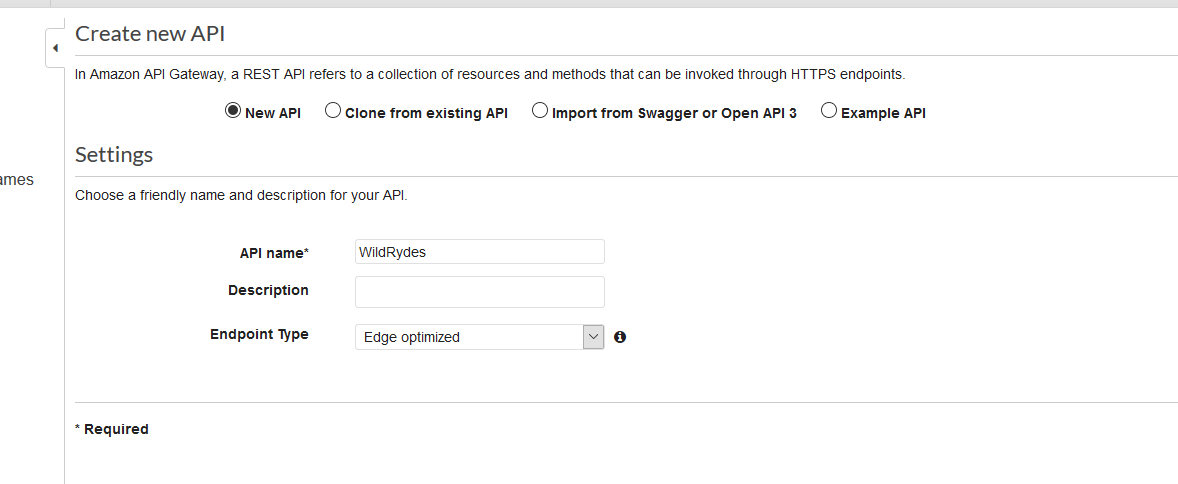 Create new API
In Amazon API Gateway, a REST API refers to a collection of resources and methods that can be invoked through HTTPS endpoints.
New API Clone from existing API Import from Swagger or Open API 3 Example API
Settings
ames
Choose a friendly name and description for your API.
API name* WildRydes
Description
Endpoint Type Edge optimized
* Required